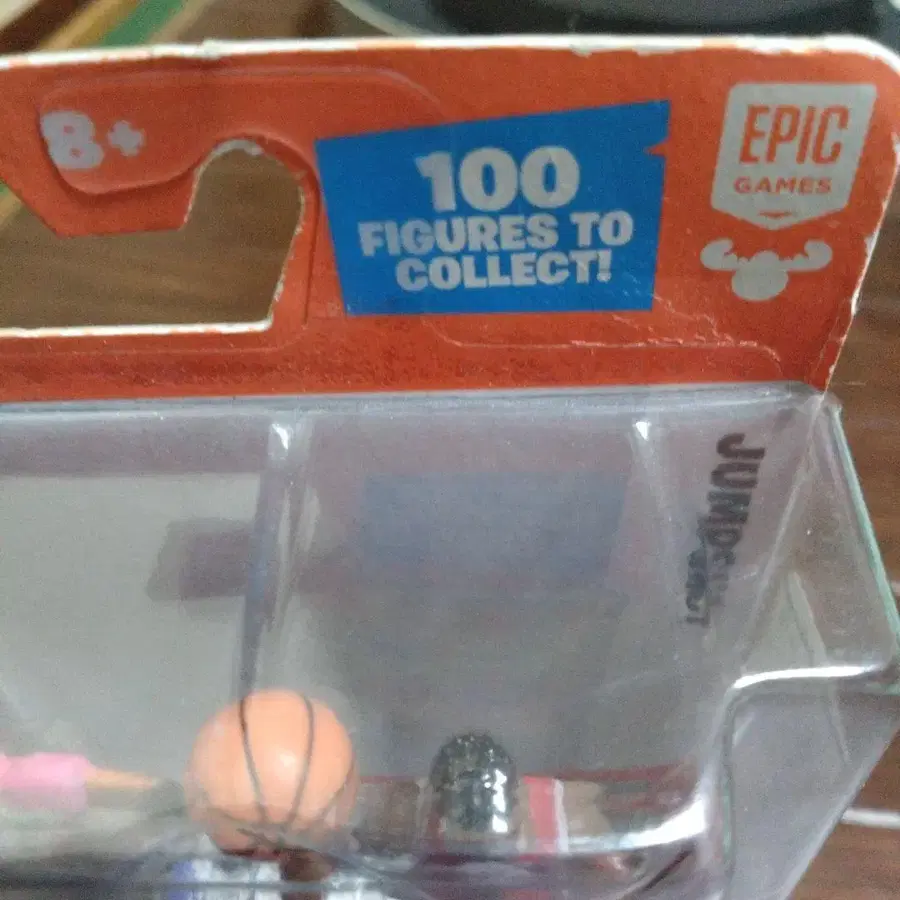 8+
100
FIGURES TO
COLLECT!
EPIC
GAMES